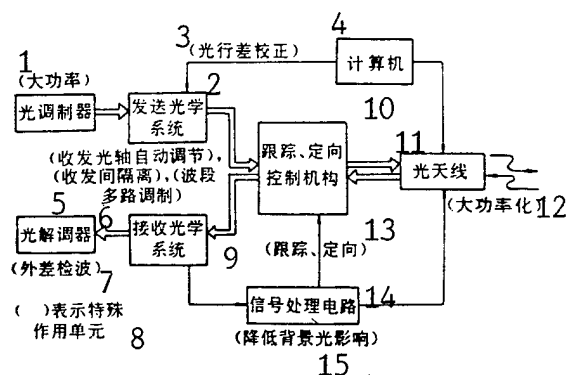 3
(光行差校正)
4
计算机
1
(大功率)
2
光调制器
发送光学
系统
10
跟踪、定向
控制机构
11
光天线
(收发光轴自动调节),
(收发间隔离),(波段
多路调制)
(大功率化)
12
5
光解调器
6
接收光学
系统
9
13
(跟踪、定向)
(外差检波)
7
( )表示特殊
作用单元
8
信号处理电路
14
(降低背景光影响)
15